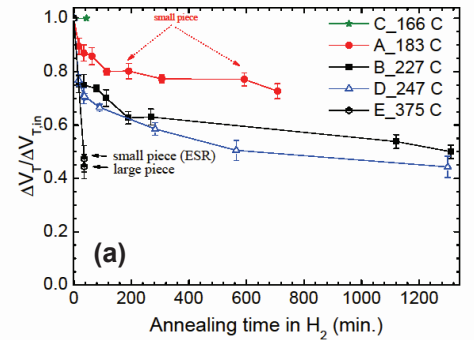 small piece
C_166 C
A_183 C
B_227 C
D_247 C
E_375 C
1.0
0.8
0.6
0.4
0.2
0.0
ΔV_T/ΔV_T,in
small piece (ESR)
large piece
(a)
0 200 400 600 800 1000 1200
Annealing time in H₂ (min.)